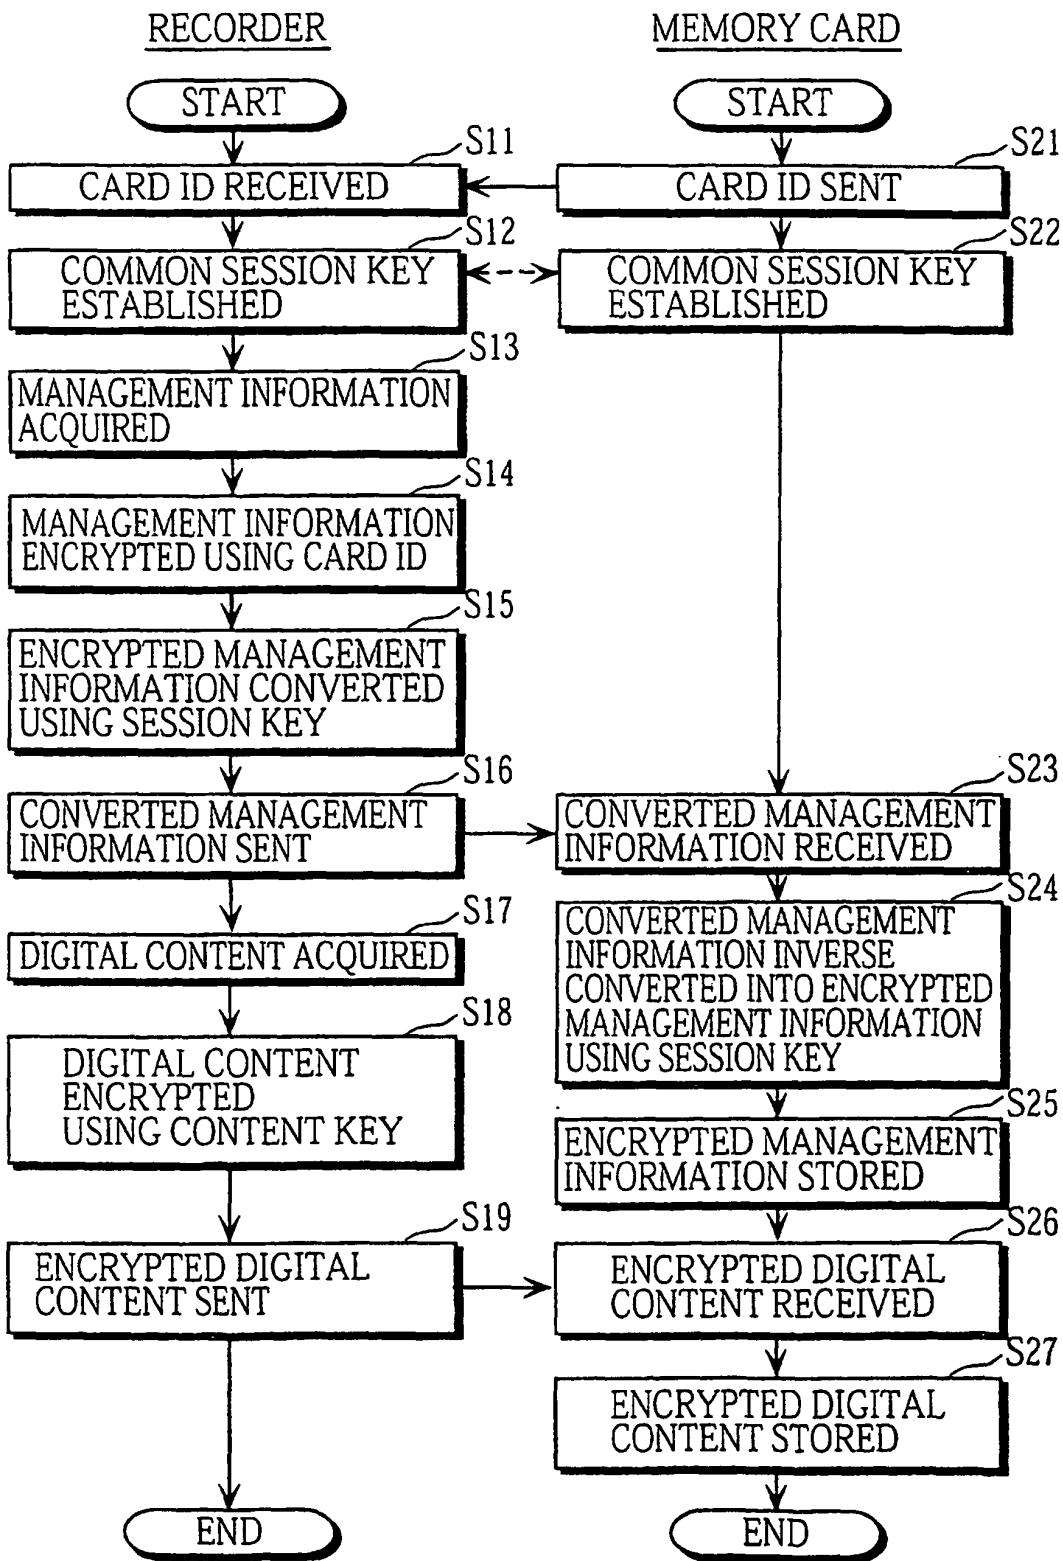 RECORDER
START
S11
CARD ID RECEIVED
S12
COMMON SESSION KEY
ESTABLISHED
S13
MANAGEMENT INFORMATION
ACQUIRED
S14
MANAGEMENT INFORMATION
ENCRYPTED USING CARD ID
S15
ENCRYPTED MANAGEMENT
INFORMATION CONVERTED
USING SESSION KEY
S16
CONVERTED MANAGEMENT
INFORMATION SENT
S17
DIGITAL CONTENT ACQUIRED
S18
DIGITAL CONTENT
ENCRYPTED
USING CONTENT KEY
S19
ENCRYPTED DIGITAL
CONTENT SENT
END
MEMORY CARD
START
S21
CARD ID SENT
S22
COMMON SESSION KEY
ESTABLISHED
S23
CONVERTED MANAGEMENT
INFORMATION RECEIVED
S24
CONVERTED MANAGEMENT
INFORMATION INVERSE
CONVERTED INTO ENCRYPTED
MANAGEMENT INFORMATION
USING SESSION KEY
S25
ENCRYPTED MANAGEMENT
INFORMATION STORED
S26
ENCRYPTED DIGITAL
CONTENT RECEIVED
S27
ENCRYPTED DIGITAL
CONTENT STORED
END